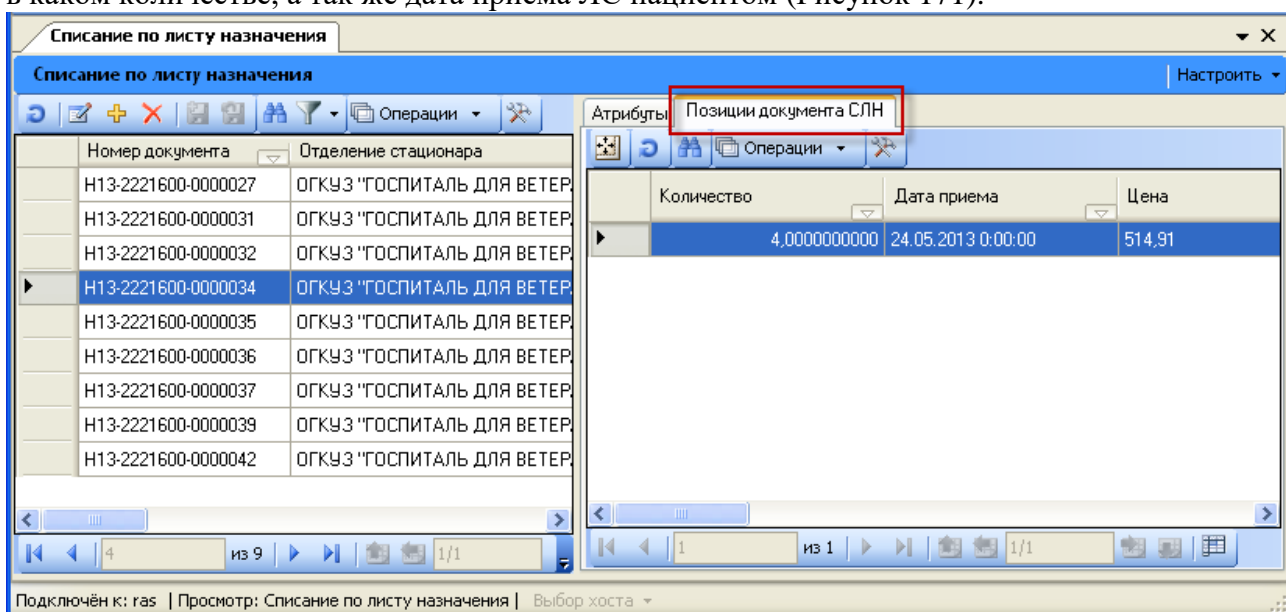 в каком количестве, а так же дата приема ЛС пациентом (Рисунок 171).
Списание по листу назначения
Списание по листу назначения Настроить
Операции
Номер документа Отделение стационара
Н13-2221600-0000027 ОГКУЗ "ГОСПИТАЛЬ ДЛЯ ВЕТЕР
Н13-2221600-0000031 ОГКУЗ "ГОСПИТАЛЬ ДЛЯ ВЕТЕР
Н13-2221600-0000032 ОГКУЗ "ГОСПИТАЛЬ ДЛЯ ВЕТЕР
Н13-2221600-0000034 ОГКУЗ "ГОСПИТАЛЬ ДЛЯ ВЕТЕР
Н13-2221600-0000035 ОГКУЗ "ГОСПИТАЛЬ ДЛЯ ВЕТЕР
Н13-2221600-0000036 ОГКУЗ "ГОСПИТАЛЬ ДЛЯ ВЕТЕР
Н13-2221600-0000037 ОГКУЗ "ГОСПИТАЛЬ ДЛЯ ВЕТЕР
Н13-2221600-0000039 ОГКУЗ "ГОСПИТАЛЬ ДЛЯ ВЕТЕР
Н13-2221600-0000042 ОГКУЗ "ГОСПИТАЛЬ ДЛЯ ВЕТЕР
4 из 9 1/1
Атрибуты Позиции документа СЛН
Операции
Количество Дата приема Цена
4,0000000000 24.05.2013 0:00:00 514,91
1 из 1 1/1
Подключён к: ras | Просмотр: Списание по листу назначения | Выбор хоста